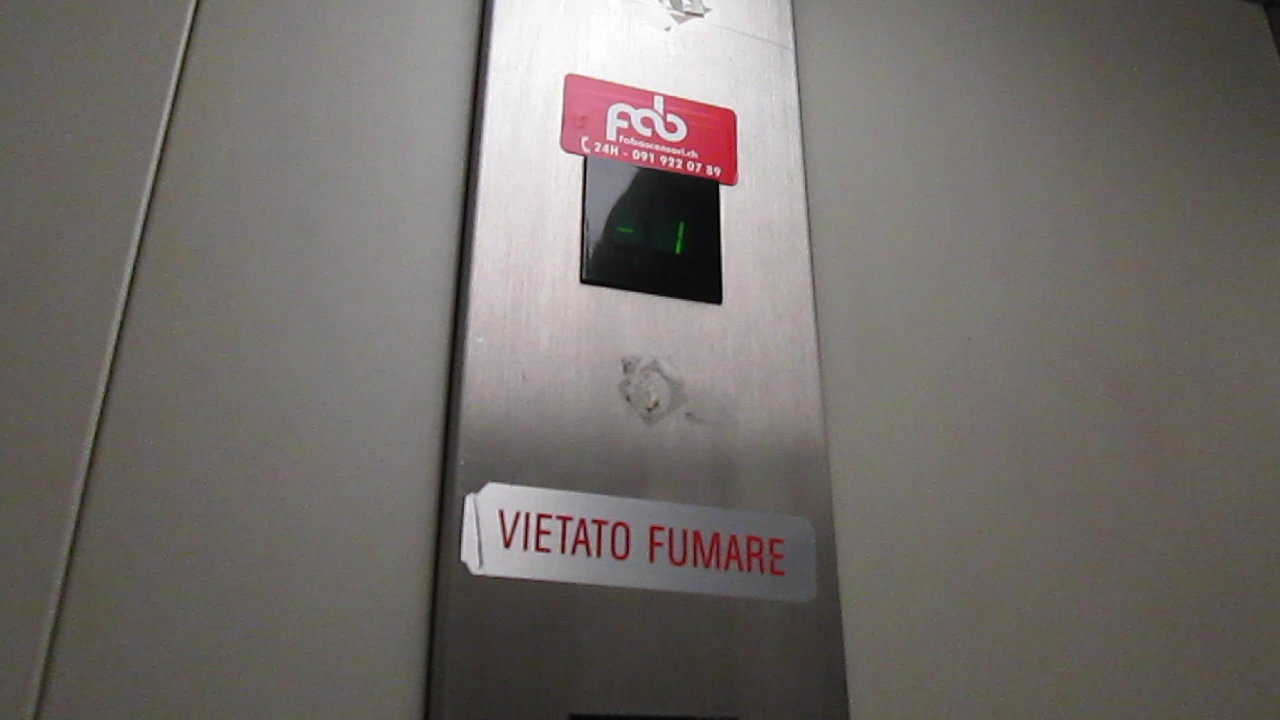 fab
fabascensori.ch
24H - 091 922 07 89
- 1
VIETATO FUMARE